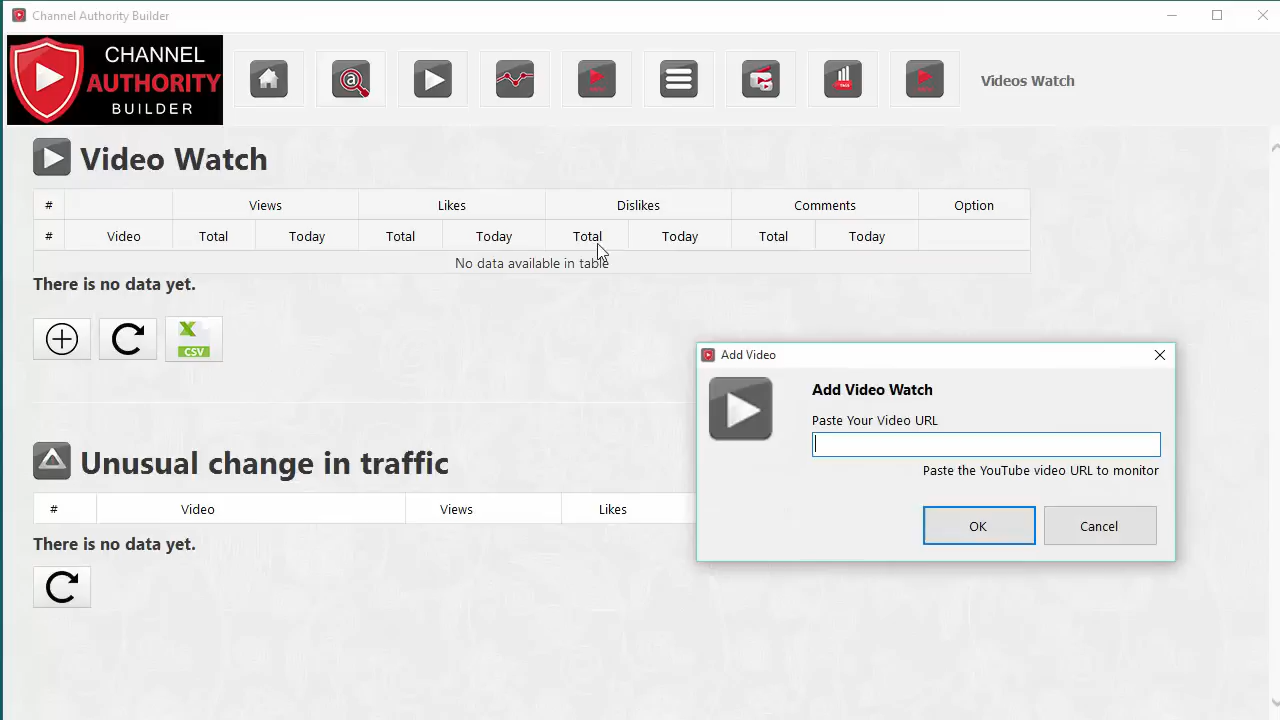 Channel Authority Builder
CHANNEL
AUTHORITY
BUILDER
Videos Watch
Video Watch
# Views Likes Dislikes Comments Option
# Video Total Today Total Today Total Today Total Today
No data available in table
There is no data yet.
CSV
Add Video
Add Video Watch
Paste Your Video URL
Paste the YouTube video URL to monitor
OK Cancel
Unusual change in traffic
# Video Views Likes
There is no data yet.